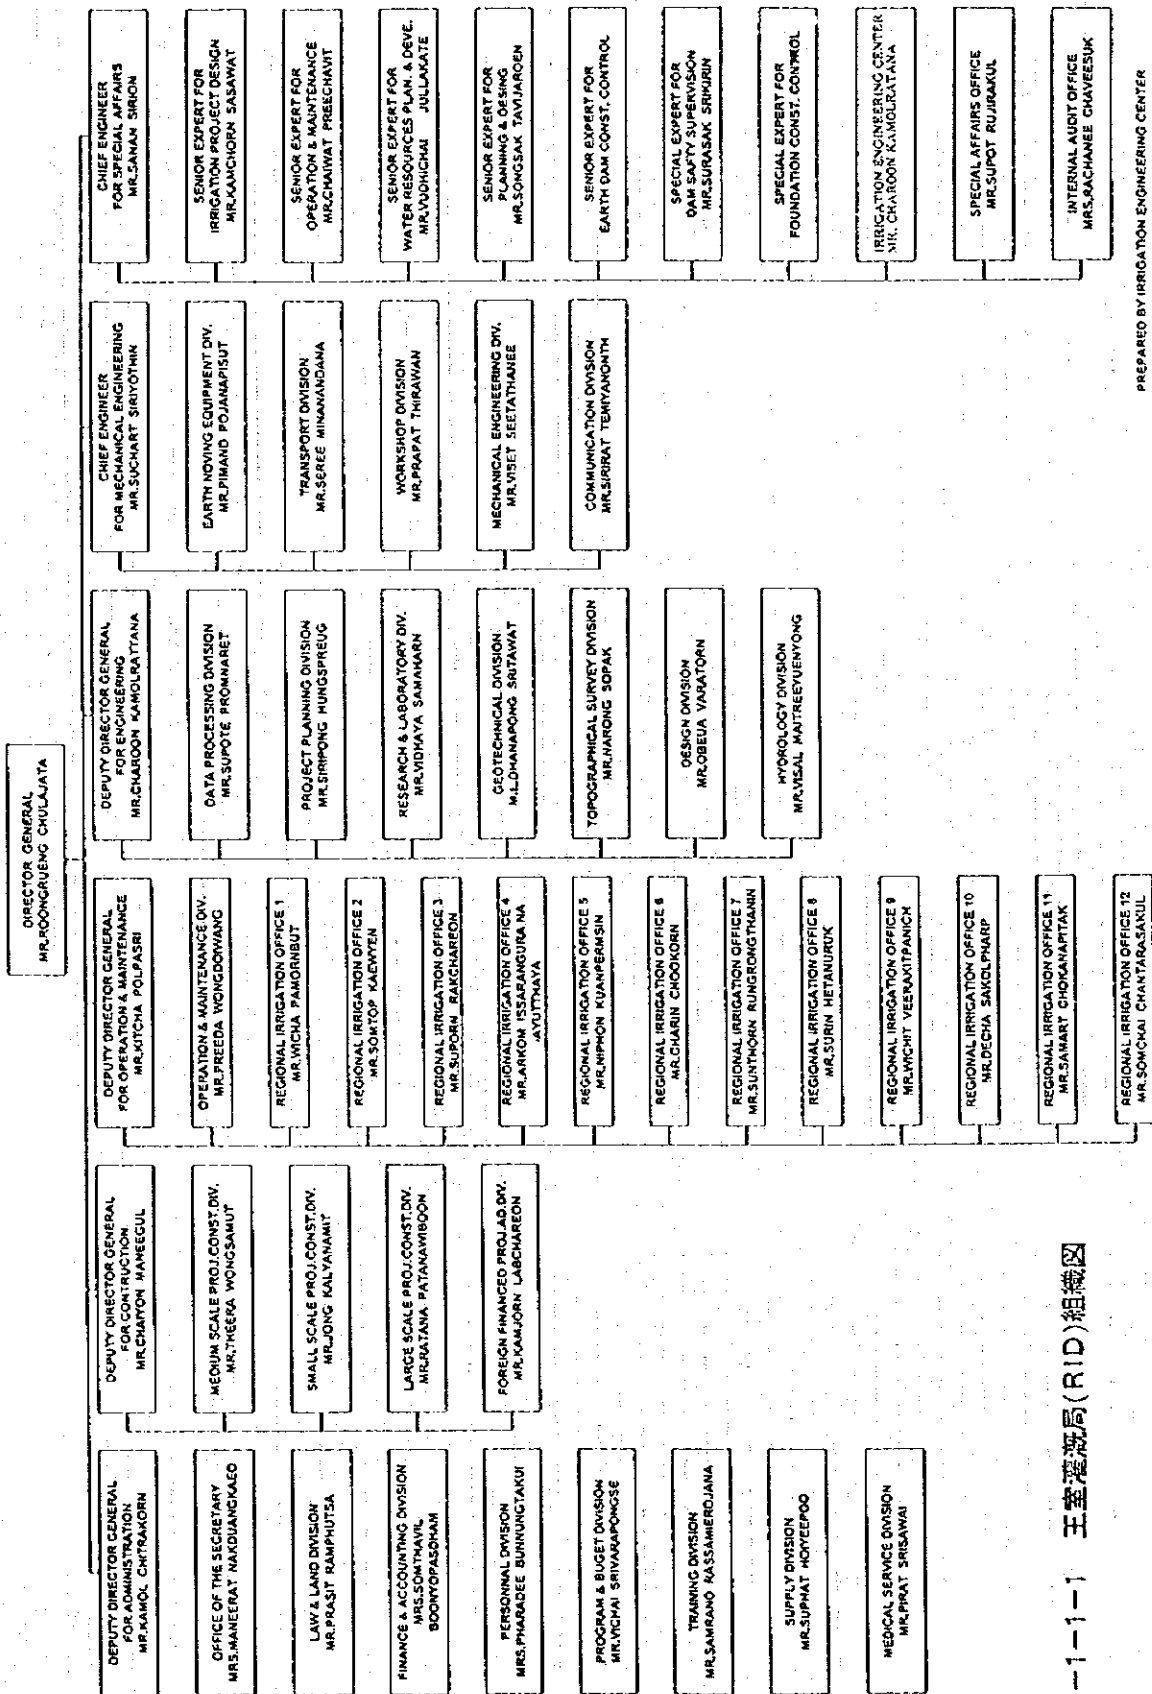 DIRECTOR GENERAL
MR.ROONGRUENG CHULAJATA
DEPUTY DIRECTOR GENERAL
FOR ADMINISTRATION
MR.KAMOL CHITRAKORN
OFFICE OF THE SECRETARY
MRS.MANEERAT NAKDUANGKAEO
LAW & LAND DIVISION
MR.PRASIT RAMPHUTSA
FINANCE & ACCOUNTING DIVISION
MRS.SOMTHAVIL
BOONYOPASDHAM
PERSONNAL DIVISION
MRS.PHARADEE BUNNUNGTAKUI
PROGRAM & BUGET DIVISION
MR.VICHAI SRIVARAPONGSE
TRAINING DIVISION
MR.SAMRANO RASSAMIEROJANA
SUPPLY DIVISION
MR.SUPHAT HOIYEEPOO
MEDICAL SERVICE DIVISION
MR.PIRAT SRISAWAI
DEPUTY DIRECTOR GENERAL
FOR CONTRUCTION
MR.CHAIYON MANEEGUL
MEDIUM SCALE PROJ.CONST.DIV.
MR.THEERA WONGSAMUT
SMALL SCALE PROJ.CONST.DIV.
MR.JONG KALYANAMIT
LARGE SCALE PROJ.CONST.DIV.
MR.RATANA PATANAWIBOON
FOREIGN FINANCED PROJ.AD.DIV.
MR.KAMJORN LABCHAREON
DEPUTY DIRECTOR GENERAL
FOR OPERATION & MAINTENANCE
MR.KITCHA POLPASRI
OPERATION & MAINTENANCE DIV.
MR.PREEDA WONGDOIWANG
REGIONAL IRRIGATION OFFICE 1
MR.WICHA PAMORNBUT
REGIONAL IRRIGATION OFFICE 2
MR.SOMTOP KAEWYEN
REGIONAL IRRIGATION OFFICE 3
MR.SUPORN RAKCHAREON
REGIONAL IRRIGATION OFFICE 4
MR.ARKOM ISSARANGURA NA
AYUTTHAYA
REGIONAL IRRIGATION OFFICE 5
MR.NIPHON KUANPERMSIN
REGIONAL IRRIGATION OFFICE 6
MR.CHARIN CHOOKORN
REGIONAL IRRIGATION OFFICE 7
MR.SUNTHORN RUNGRONGTHANIN
REGIONAL IRRIGATION OFFICE 8
MR.SURIN HETANURUK
REGIONAL IRRIGATION OFFICE 9
MR.WICHIT VEERAKITPANICH
REGIONAL IRRIGATION OFFICE 10
MR.DECHA SAKOLPHARP
REGIONAL IRRIGATION OFFICE 11
MR.SAMART CHOKANAPITAK
REGIONAL IRRIGATION OFFICE 12
MR.SOMCHAI CHANTARASAKUL
DEPUTY DIRECTOR GENERAL
FOR ENGINEERING
MR.CHAROON KAMOLRATTANA
DATA PROCESSING DIVISION
MR.SUPOTE PROMNARET
PROJECT PLANNING DIVISION
MR.SIRIPONG HUNGSPREUG
RESEARCH & LABORATORY DIV.
MR.VIDHAYA SAMAHARN
GEOTECHNICAL DIVISION
M.L.DHANAPONG SRITAWAT
TOPOGRAPHICAL SURVEY DIVISION
MR.NARONG SOPAK
DESIGN DIVISION
MR.OBEUA VARATORN
HYDROLOGY DIVISION
MR.VISAL MAITREEYUENYONG
CHIEF ENGINEER
FOR MECHANICAL ENGINEERING
MR.SUCHART SIRIYOTHIN
EARTH NOVING EQUIPMENT DIV.
MR.PIMAND POJANAPISUT
TRANSPORT DIVISION
MR.SEREE MINANANDANA
WORKSHOP DIVISION
MR.PRAPAT THIRAWAN
MECHANICAL ENGINEERING DIV.
MR.VISET SEETATHANEE
COMMUNICATION DIVISION
MR.SIRIRAT TEMIYANONTH
CHIEF ENGINEER
FOR SPECIAL AFFAIRS
MR.SANAN SIRION
SENIOR EXPERT FOR
IRRIGATION PROJECT DESIGN
MR.KAMCHORN SASAWAT
SENIOR EXPERT FOR
OPERATION & MAINTENANCE
MR.CHAIWAT PREECHAVIT
SENIOR EXPERT FOR
WATER RESOURCES PLAN. & DEVE.
MR.VUDHICHAI JULLAKATE
SENIOR EXPERT FOR
PLANNING & DESING
MR.SONGSAK TAVIJAROEN
SENIOR EXPERT FOR
EARTH DAM CONST. CONTROL
SPECIAL EXPERT FOR
DAM SAFTY SUPERVISION
MR.SURASAK SRIKIRIN
SPECIAL EXPERT FOR
FOUNDATION CONST. CONTROL
IRRIGATION ENGINEERING CENTER
MR. CHAROON KAMOLRATANA
SPECIAL AFFAIRS OFFICE
MR.SUPOT RUJIRAKUL
INTERNAL AUDIT OFFICE
MRS.RACHANEE CHAVEESUK
PREPARED BY IRRIGATION ENGINEERING CENTER
-1-1-1 王室灌漑局(RID)組織図